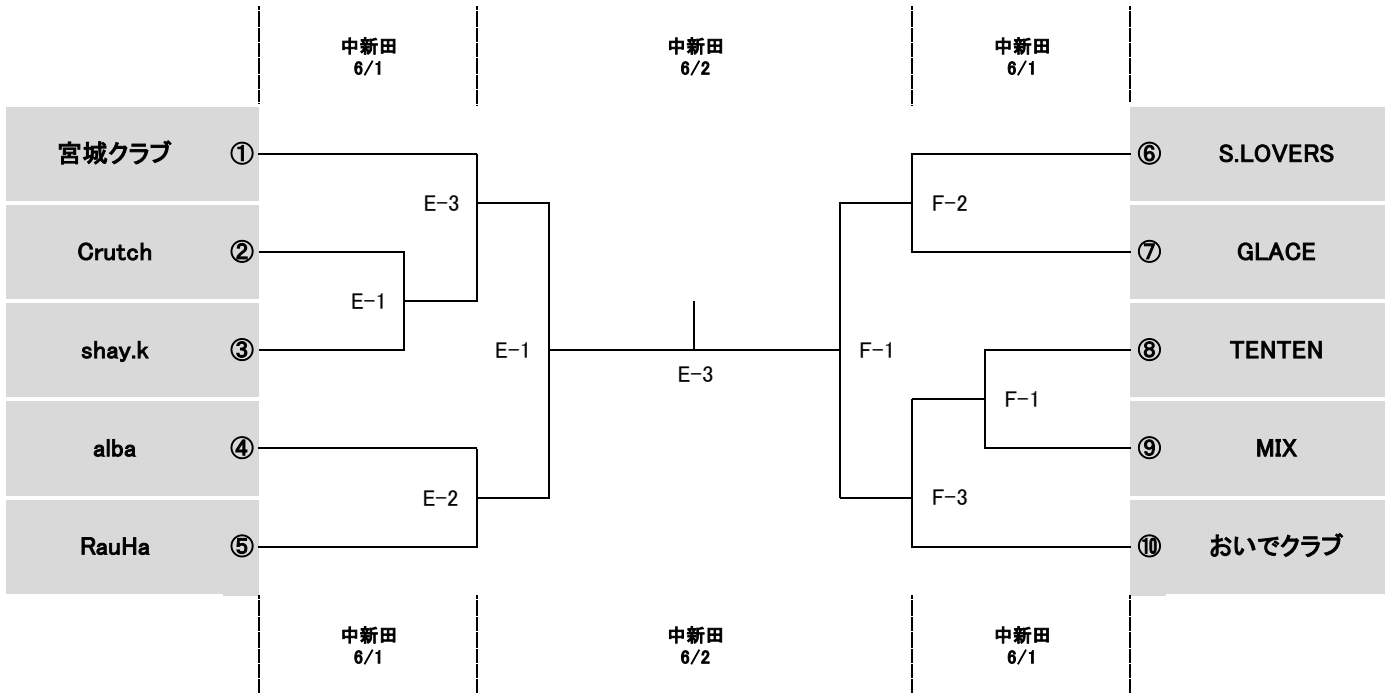 中新田
6/1
中新田
6/2
中新田
6/1
宮城クラブ ①
⑥ S.LOVERS
E-3
F-2
Crutch ②
⑦ GLACE
E-1
shay.k ③
E-1
F-1
⑧ TENTEN
E-3
F-1
alba ④
⑨ MIX
E-2
F-3
RauHa ⑤
⑩ おいでクラブ
中新田
6/1
中新田
6/2
中新田
6/1